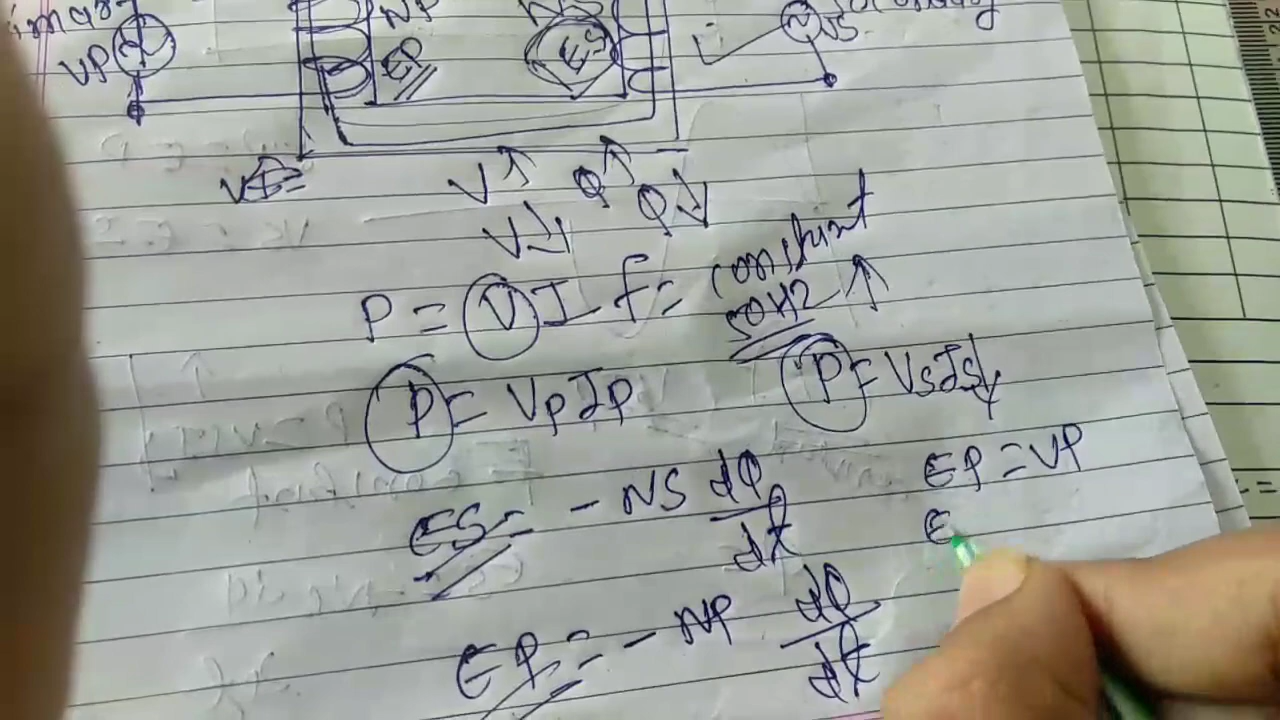 NP NS
VP EP ES VS
V↑ Φ↑
V↓ Φ↓
P = VI f = constant
50HZ ↑
P = VPIP P = VSIS
EP = VP
ES = - NS dΦ/dt
E
EP = - NP dΦ/dt